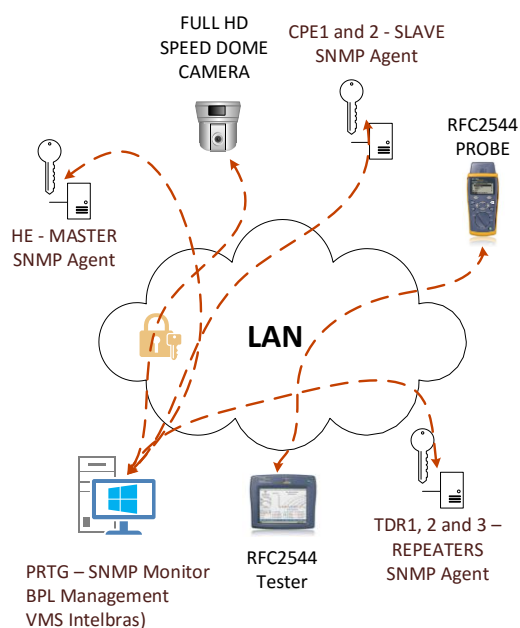 FULL HD
SPEED DOME
CAMERA
CPE1 and 2 - SLAVE
SNMP Agent
RFC2544
PROBE
HE - MASTER
SNMP Agent
LAN
TDR1, 2 and 3 –
REPEATERS
SNMP Agent
RFC2544
Tester
PRTG – SNMP Monitor
BPL Management
VMS Intelbras)